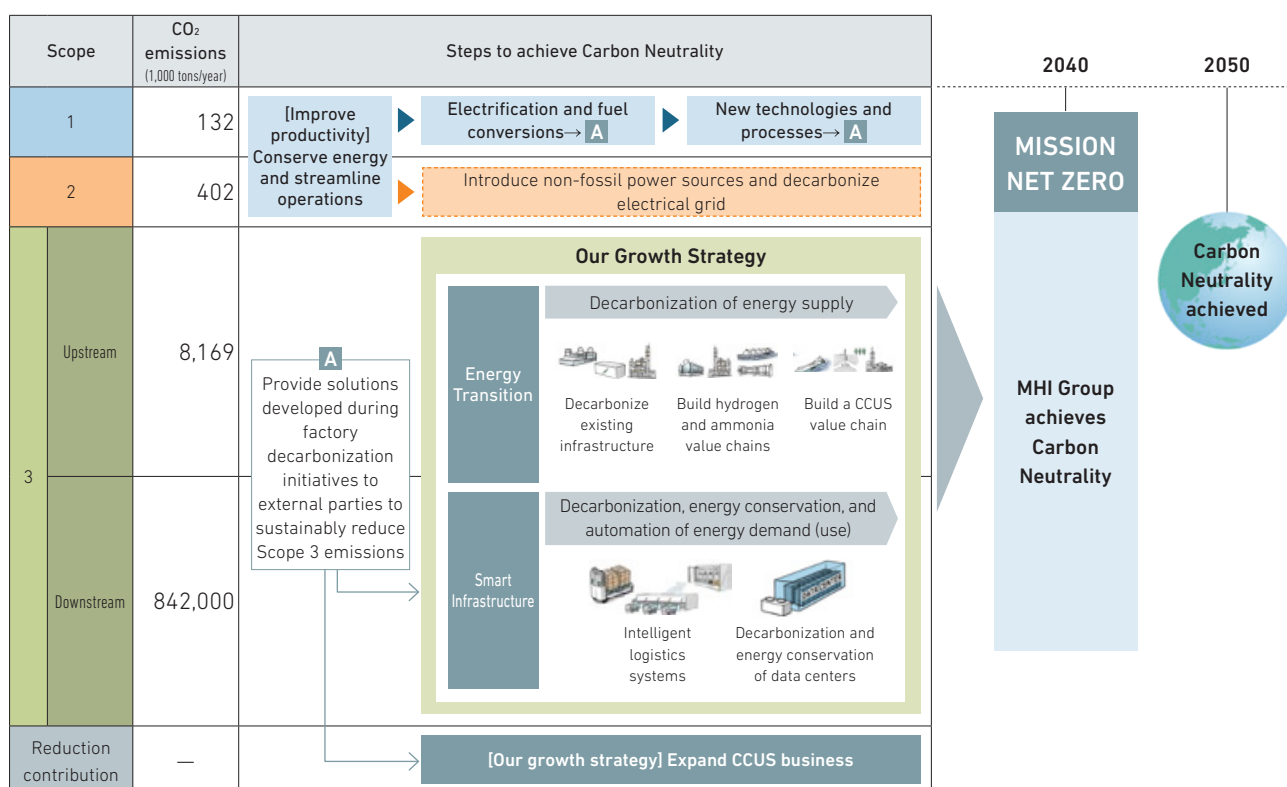 Scope
CO₂
emissions
(1,000 tons/year)
Steps to achieve Carbon Neutrality
2040
2050
1
132
[Improve
productivity]
Conserve energy
and streamline
operations
Electrification and fuel
conversions→ A
New technologies and
processes→ A
2
402
Introduce non-fossil power sources and decarbonize
electrical grid
MISSION
NET ZERO
Carbon
Neutrality
achieved
MHI Group
achieves
Carbon
Neutrality
3
Upstream
8,169
Downstream
842,000
A
Provide solutions
developed during
factory
decarbonization
initiatives to
external parties to
sustainably reduce
Scope 3 emissions
Our Growth Strategy
Energy
Transition
Decarbonization of energy supply
Decarbonize
existing
infrastructure
Build hydrogen
and ammonia
value chains
Build a CCUS
value chain
Smart
Infrastructure
Decarbonization, energy conservation, and
automation of energy demand (use)
Intelligent
logistics
systems
DATA CENTER
Decarbonization and
energy conservation
of data centers
Reduction
contribution
—
[Our growth strategy] Expand CCUS business